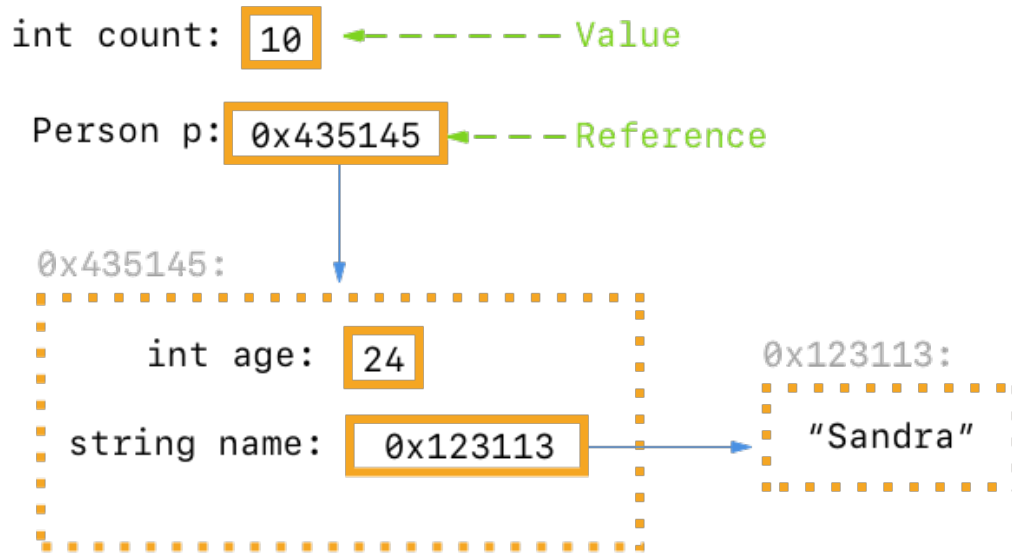 int count: 10 Value
Person p: 0x435145 Reference
0x435145:
int age: 24
0x123113:
string name: 0x123113
“Sandra”